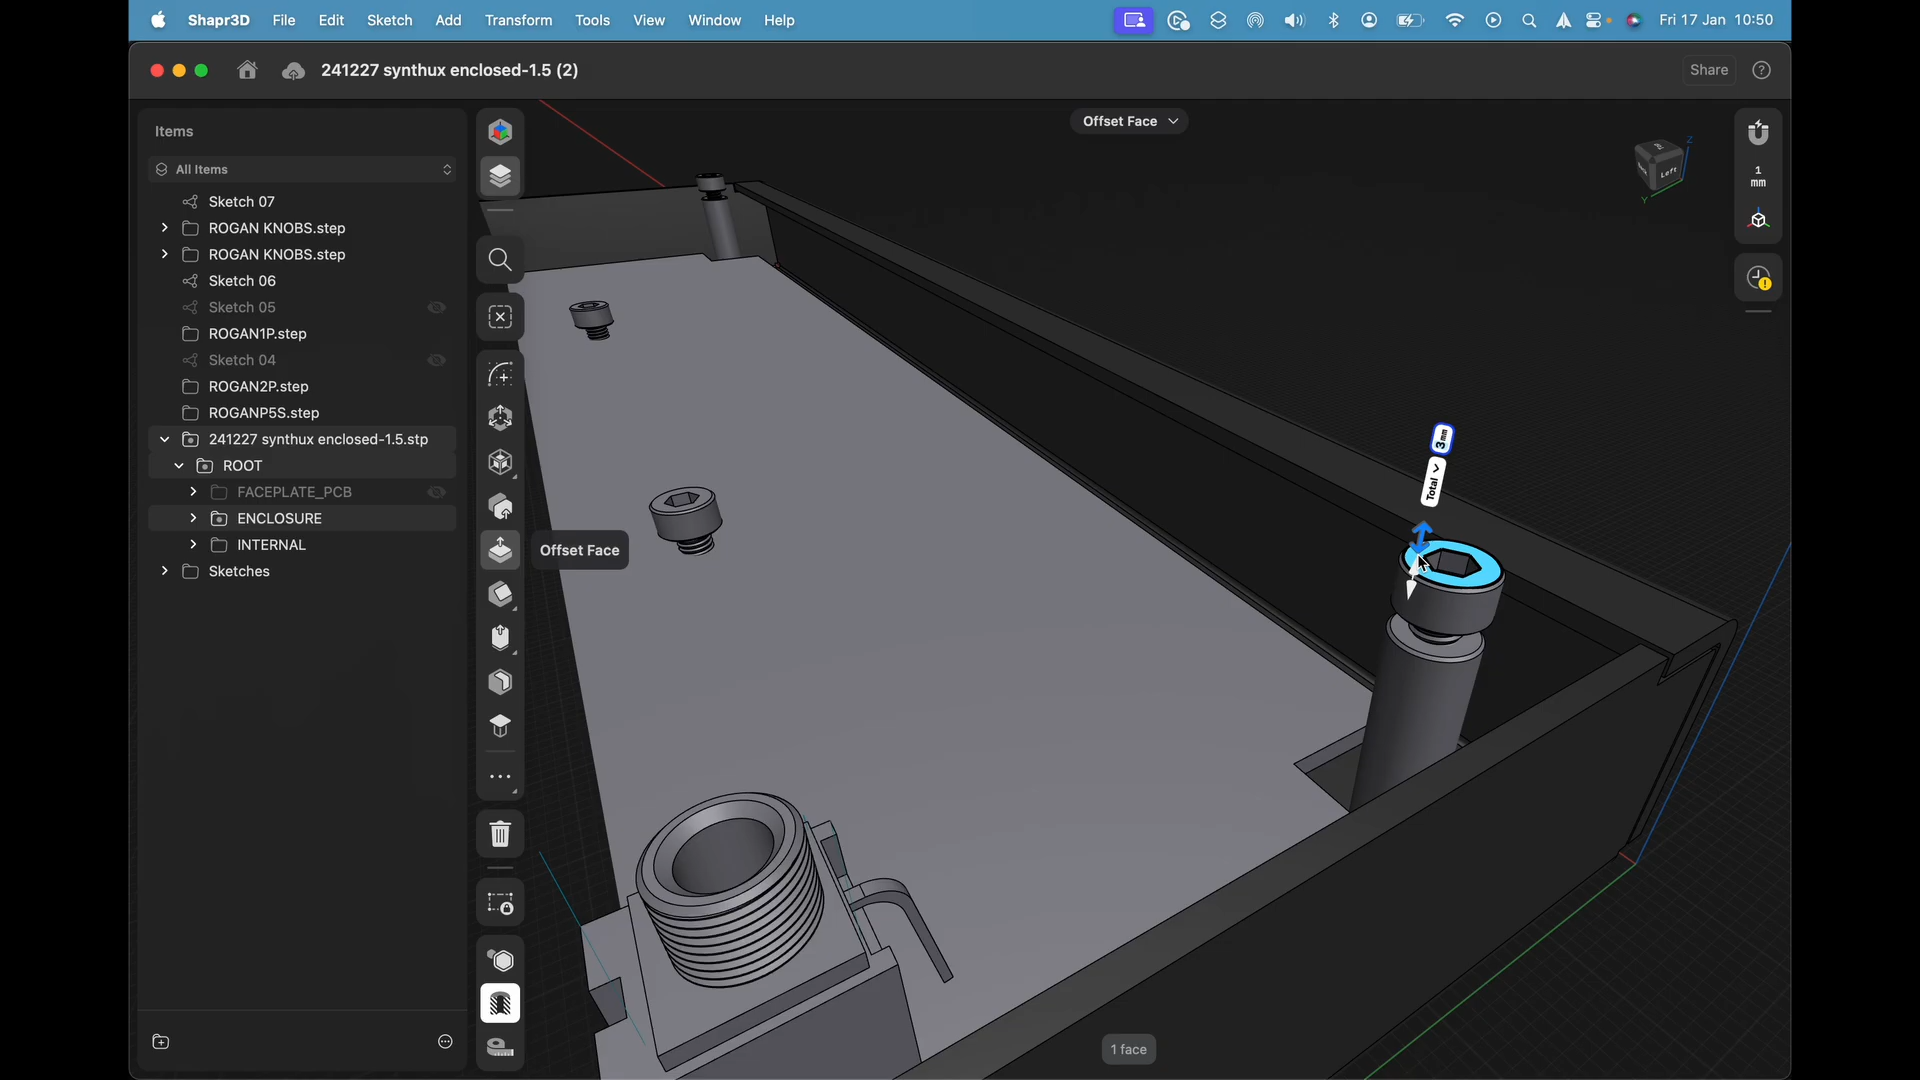 Shapr3D File Edit Sketch Add Transform Tools View Window Help
Fri 17 Jan 10:50
241227 synthux enclosed-1.5 (2)
Share
Items
All Items
Sketch 07
ROGAN KNOBS.step
ROGAN KNOBS.step
Sketch 06
Sketch 05
ROGAN1P.step
Sketch 04
ROGAN2P.step
ROGANP5S.step
241227 synthux enclosed-1.5.stp
ROOT
FACEPLATE_PCB
ENCLOSURE
INTERNAL
Sketches
Offset Face
Offset Face
3mm
Total
Left
Z
Y
1
mm
1 face